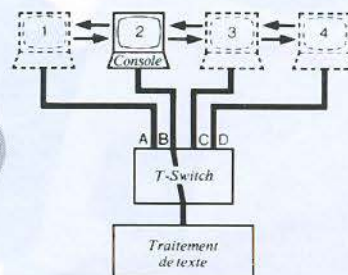 1 2 3 4
Console
A B C D
T-Switch
Traitement
de texte